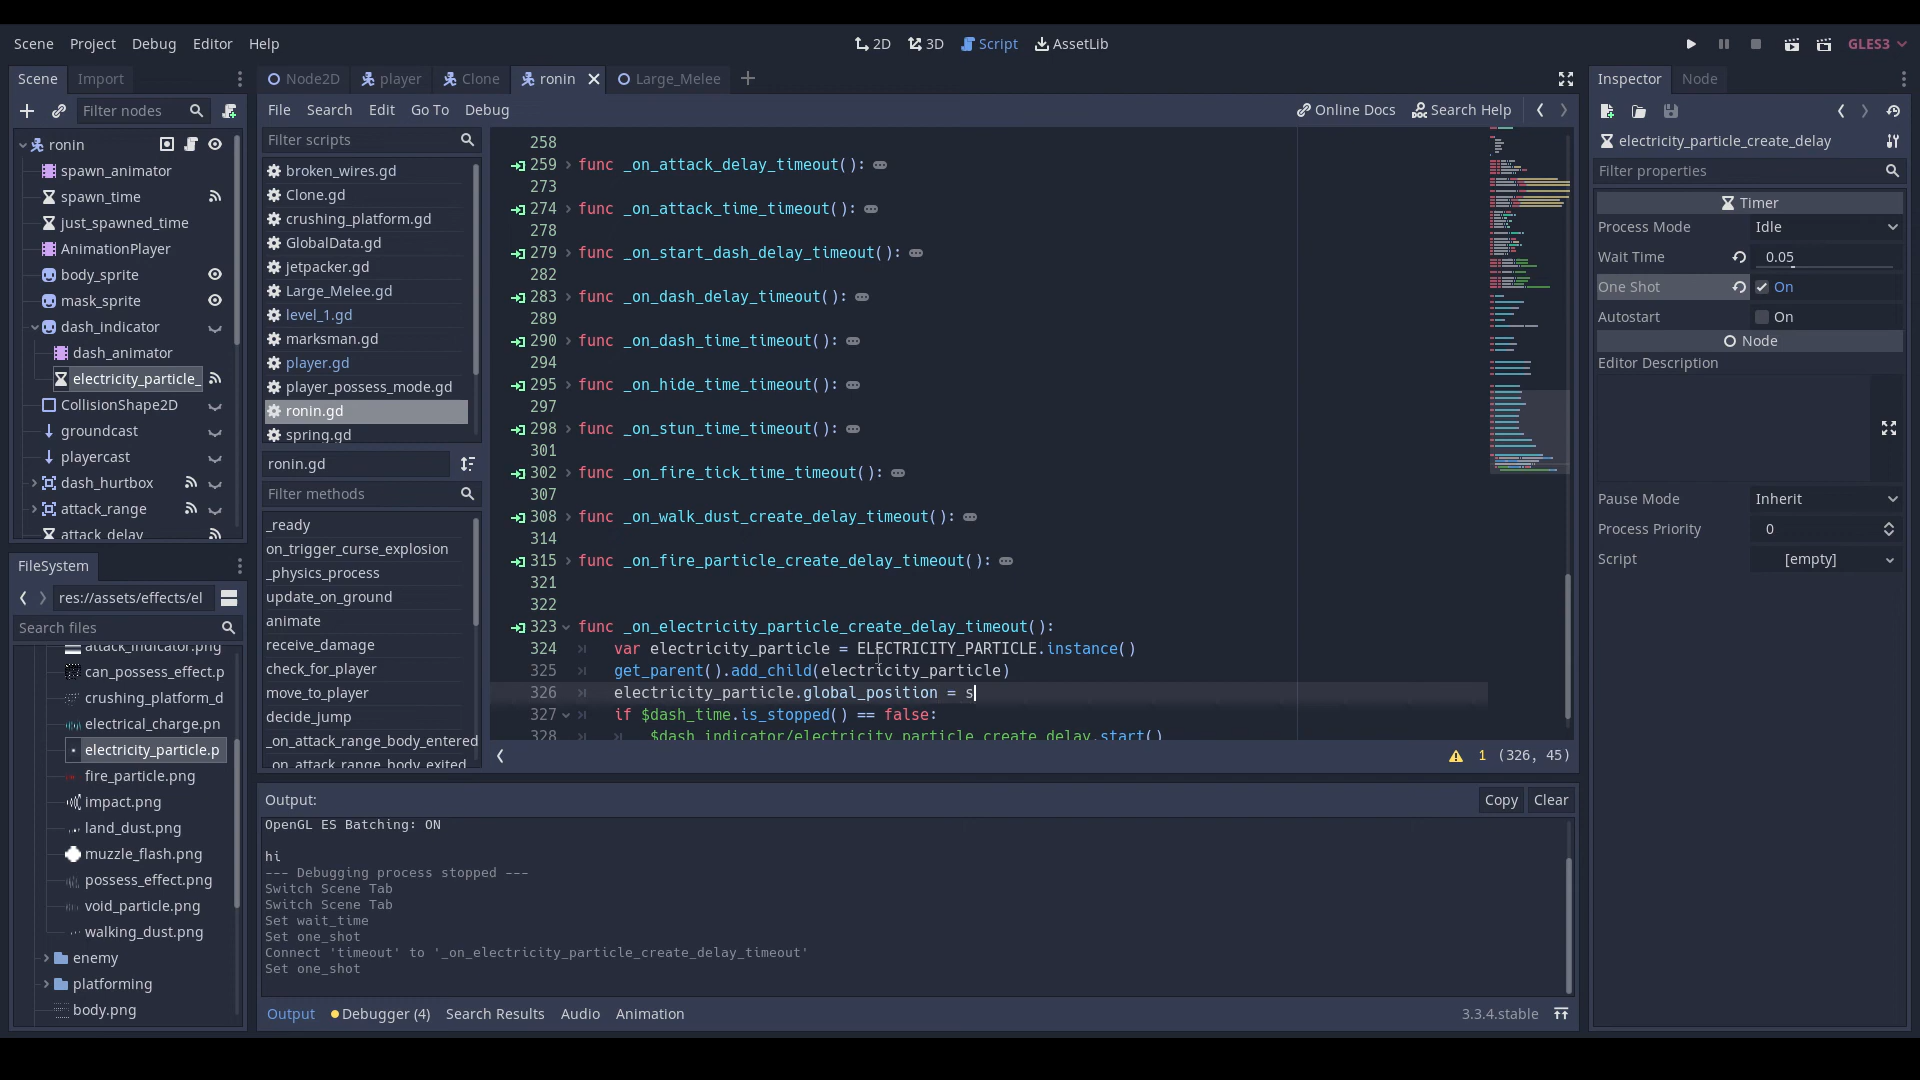 Scene Project Debug Editor Help
2D 3D Script AssetLib
GLES3
Scene Import
Filter nodes
ronin
spawn_animator
spawn_time
just_spawned_time
AnimationPlayer
body_sprite
mask_sprite
dash_indicator
dash_animator
electricity_particle_
CollisionShape2D
groundcast
playercast
dash_hurtbox
attack_range
attack_delay
FileSystem
res://assets/effects/el
Search files
attack_indicator.png
can_possess_effect.p
crushing_platform_d
electrical_charge.pn
electricity_particle.p
fire_particle.png
impact.png
land_dust.png
muzzle_flash.png
possess_effect.png
void_particle.png
walking_dust.png
enemy
platforming
body.png
Node2D player Clone ronin Large_Melee
File Search Edit Go To Debug
Online Docs Search Help
Filter scripts
broken_wires.gd
Clone.gd
crushing_platform.gd
GlobalData.gd
jetpacker.gd
Large_Melee.gd
level_1.gd
marksman.gd
player.gd
player_possess_mode.gd
ronin.gd
spring.gd
ronin.gd
Filter methods
_ready
on_trigger_curse_explosion
_physics_process
update_on_ground
animate
receive_damage
check_for_player
move_to_player
decide_jump
_on_attack_range_body_entered
_on_attack_range_body_exited
258
259 func _on_attack_delay_timeout():
273
274 func _on_attack_time_timeout():
278
279 func _on_start_dash_delay_timeout():
282
283 func _on_dash_delay_timeout():
289
290 func _on_dash_time_timeout():
294
295 func _on_hide_time_timeout():
297
298 func _on_stun_time_timeout():
301
302 func _on_fire_tick_time_timeout():
307
308 func _on_walk_dust_create_delay_timeout():
314
315 func _on_fire_particle_create_delay_timeout():
321
322
323 func _on_electricity_particle_create_delay_timeout():
324 var electricity_particle = ELECTRICITY_PARTICLE.instance()
325 get_parent().add_child(electricity_particle)
326 electricity_particle.global_position = s
327 if $dash_time.is_stopped() == false:
328 $dash_indicator/electricity_particle_create_delay.start()
1 (326, 45)
Output:
Copy Clear
OpenGL ES Batching: ON
hi
--- Debugging process stopped ---
Switch Scene Tab
Switch Scene Tab
Set wait_time
Set one_shot
Connect 'timeout' to '_on_electricity_particle_create_delay_timeout'
Set one_shot
Output Debugger (4) Search Results Audio Animation
3.3.4.stable
Inspector Node
electricity_particle_create_delay
Filter properties
Timer
Process Mode Idle
Wait Time 0.05
One Shot On
Autostart On
Node
Editor Description
Pause Mode Inherit
Process Priority 0
Script [empty]